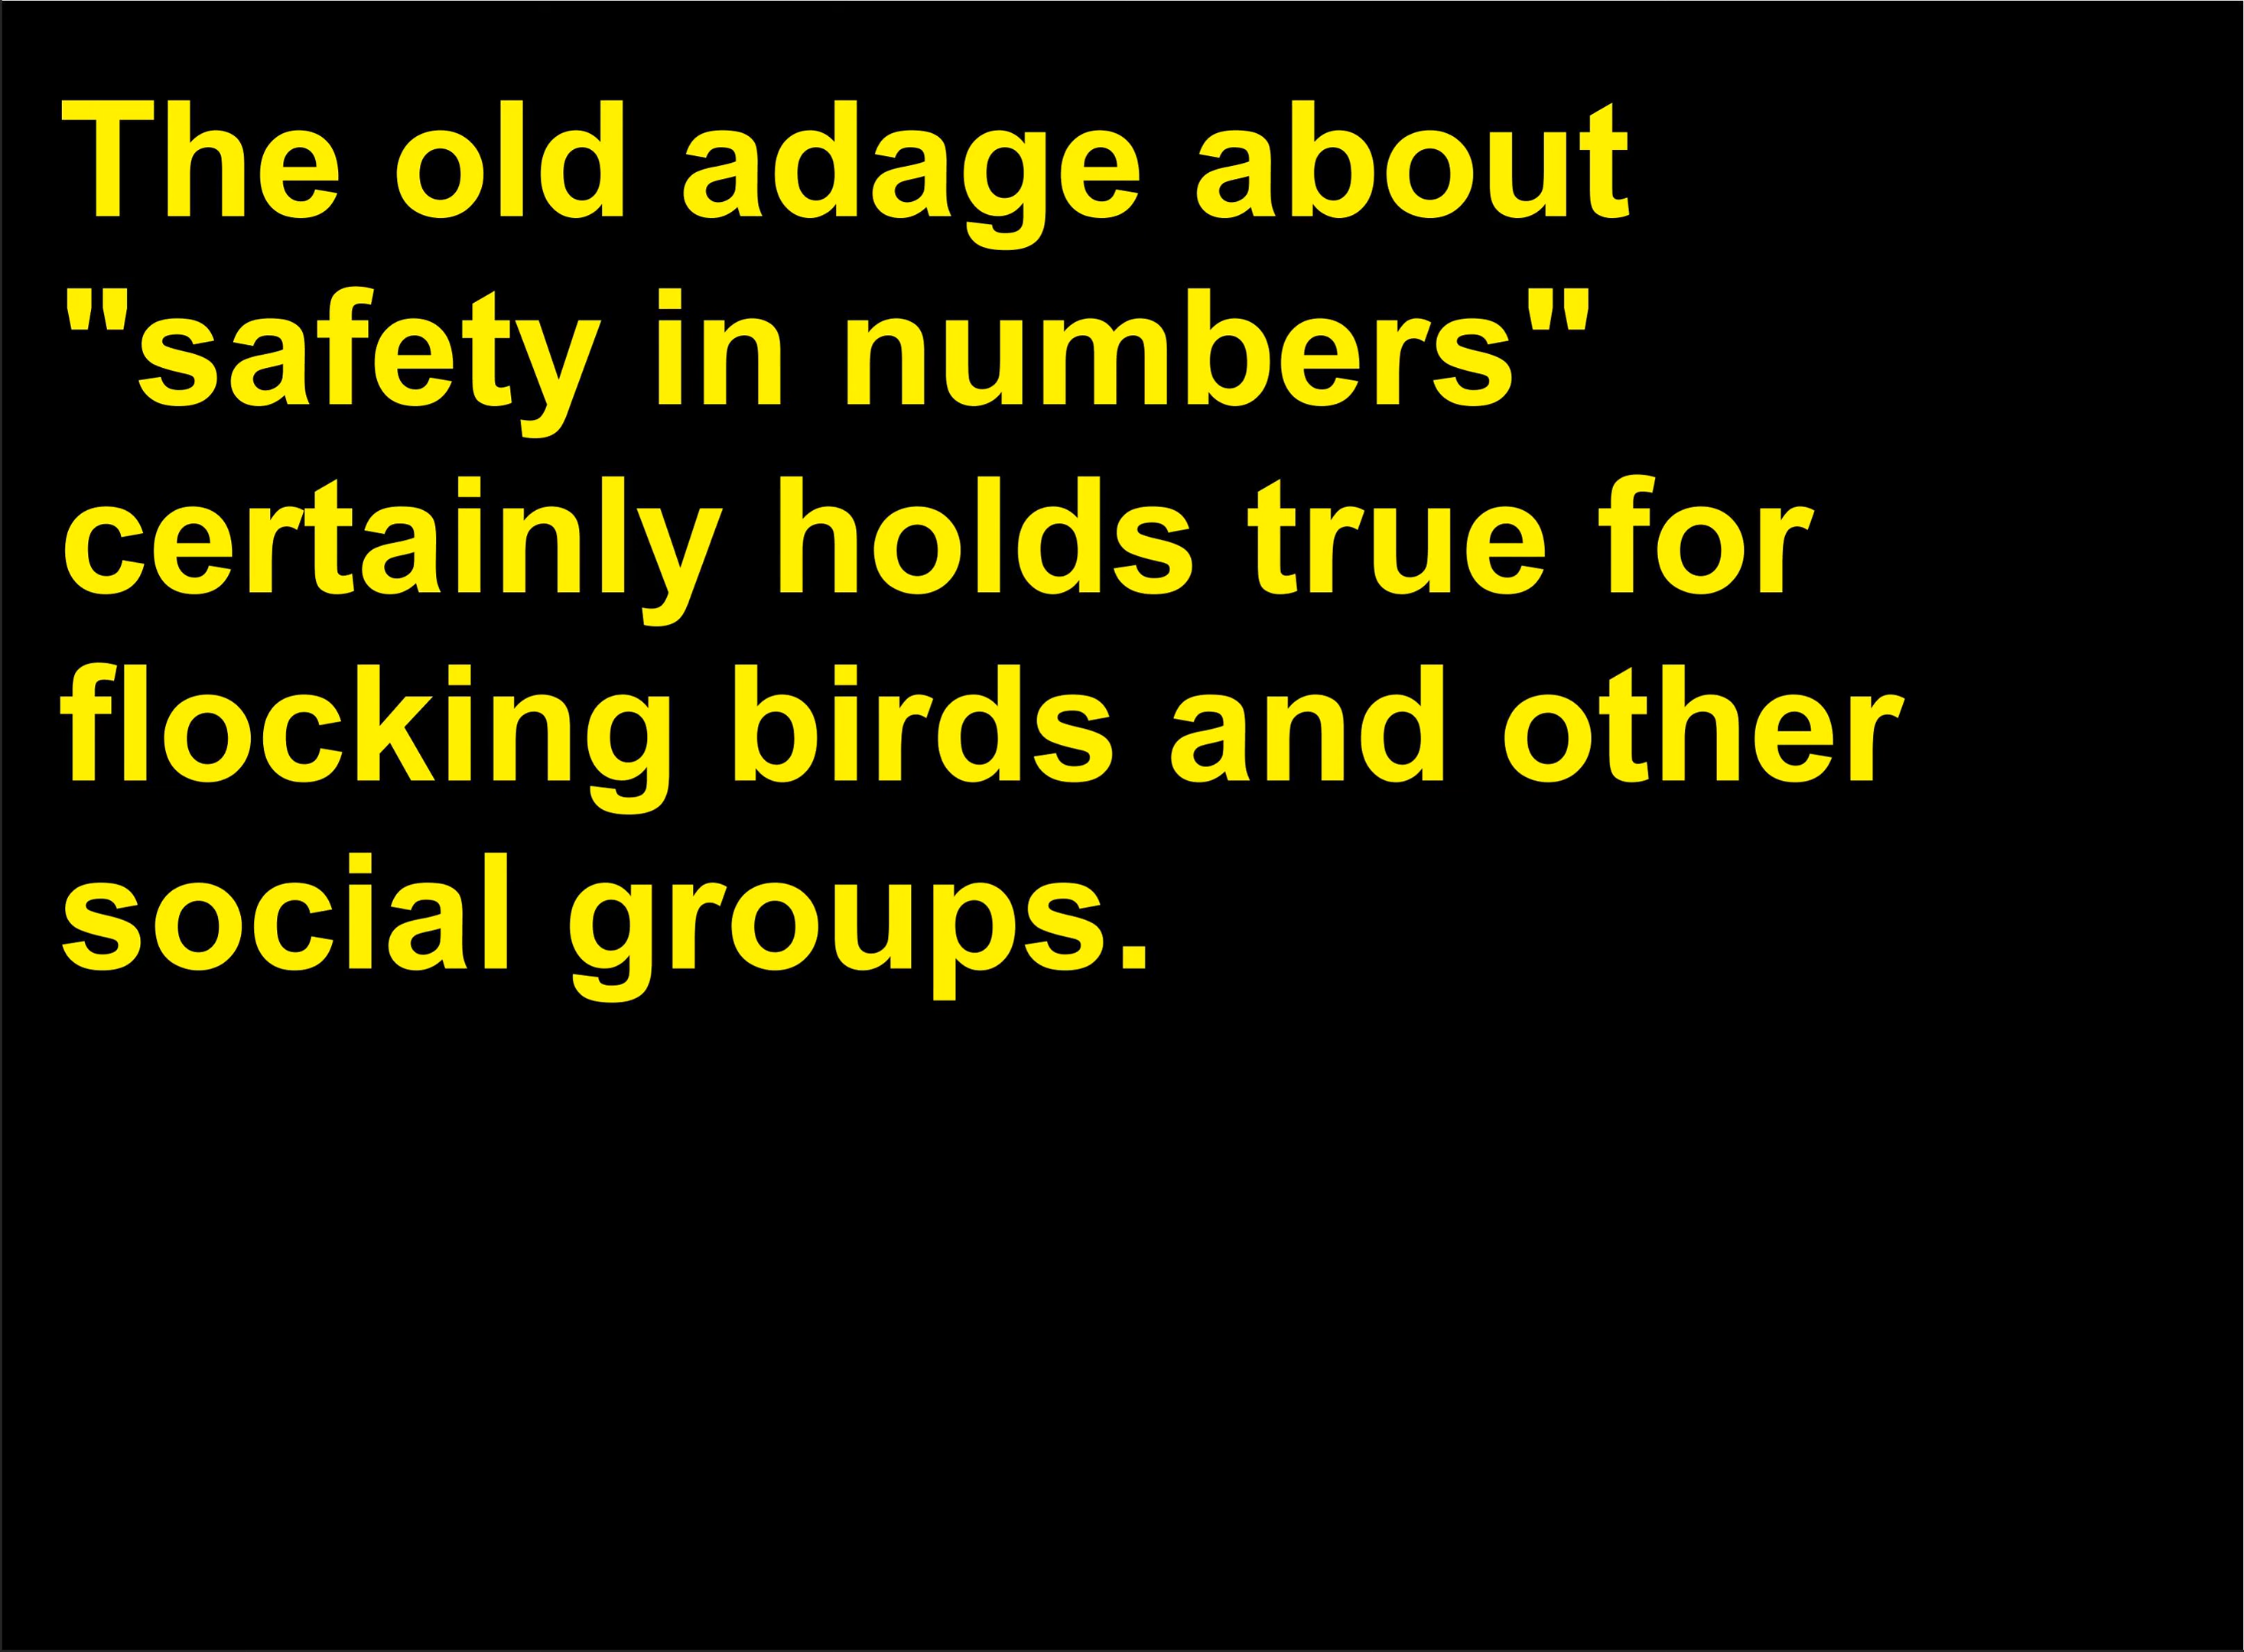 The old adage about
"safety in numbers"
certainly holds true for
flocking birds and other
social groups.